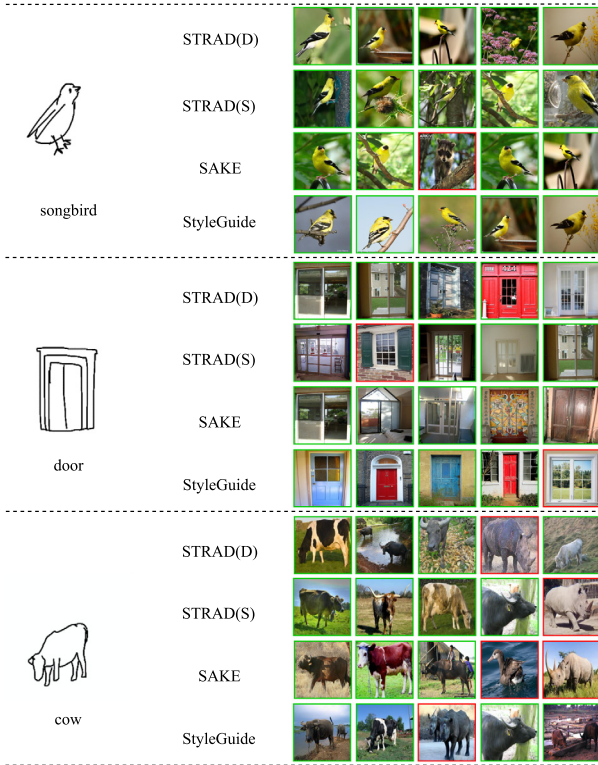 STRAD(D)
STRAD(S)
SAKE
songbird
StyleGuide
STRAD(D)
STRAD(S)
SAKE
door
StyleGuide
STRAD(D)
STRAD(S)
SAKE
cow
StyleGuide